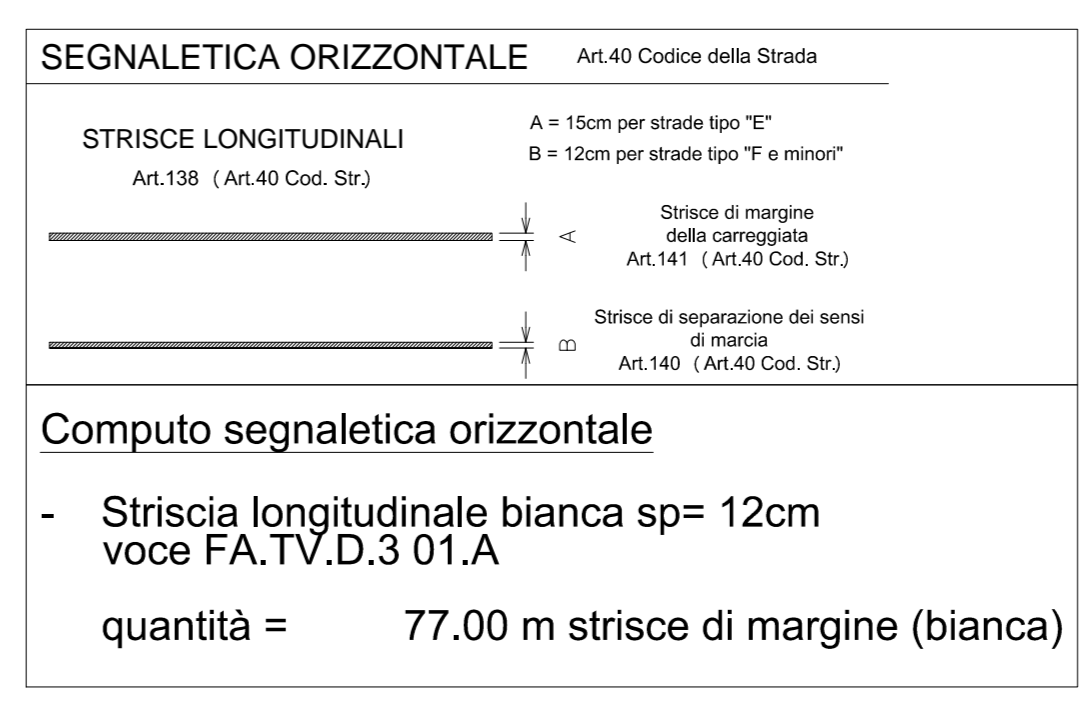 SEGNALETICA ORIZZONTALE Art.40 Codice della Strada
STRISCE LONGITUDINALI
Art.138 (Art.40 Cod. Str.)
A = 15cm per strade tipo "E"
B = 12cm per strade tipo "F e minori"
A
Strisce di margine
della carreggiata
Art.141 (Art.40 Cod. Str.)
B
Strisce di separazione dei sensi
di marcia
Art.140 (Art.40 Cod. Str.)
Computo segnaletica orizzontale
- Striscia longitudinale bianca sp= 12cm
voce FA.TV.D.3 01.A
quantità = 77.00 m strisce di margine (bianca)